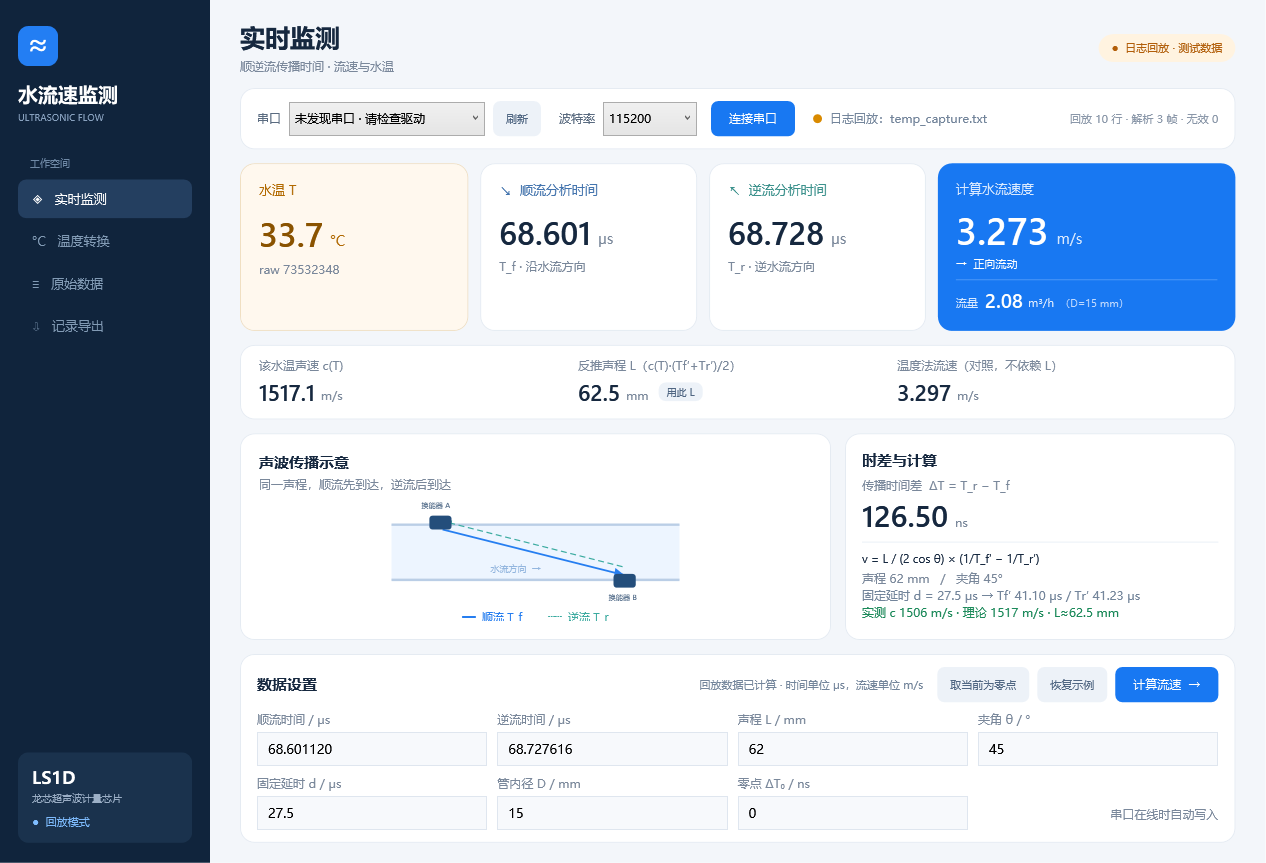 水流速监测
ULTRASONIC FLOW
工作空间
实时监测
℃ 温度转换
原始数据
记录导出
LS1D
龙芯超声波计量芯片
回放模式
实时监测
顺逆流传播时间 · 流速与水温
日志回放 · 测试数据
串口 未发现串口 · 请检查驱动 刷新 波特率 115200 连接串口 日志回放: temp_capture.txt 回放 10 行 · 解析 3 帧 · 无效 0
水温 T
33.7 ℃
raw 73532348
↘ 顺流分析时间
68.601 μs
T_f · 沿水流方向
↖ 逆流分析时间
68.728 μs
T_r · 逆水流方向
计算水流速度
3.273 m/s
→ 正向流动
流量 2.08 m³/h (D=15 mm)
该水温声速 c(T)
1517.1 m/s
反推声程 L (c(T)·(Tf'+Tr')/2)
62.5 mm 用此 L
温度法流速 (对照, 不依赖 L)
3.297 m/s
声波传播示意
同一声程, 顺流先到达, 逆流后到达
换能器 A
水流方向 →
换能器 B
顺流 T_f 逆流 T_r
时差与计算
传播时间差 ΔT = T_r − T_f
126.50 ns
v = L / (2 cos θ) × (1/T_f' − 1/T_r')
声程 62 mm / 夹角 45°
固定延时 d = 27.5 μs → Tf' 41.10 μs / Tr' 41.23 μs
实测 c 1506 m/s · 理论 1517 m/s · L≈62.5 mm
数据设置
回放数据已计算 · 时间单位 μs, 流速单位 m/s 取当前为零点 恢复示例 计算流速 →
顺流时间 / μs 逆流时间 / μs 声程 L / mm 夹角 θ / °
68.601120 68.727616 62 45
固定延时 d / μs 管内径 D / mm 零点 ΔT₀ / ns
27.5 15 0
串口在线时自动写入